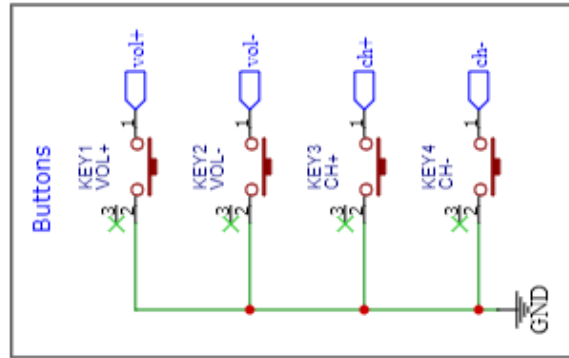 Buttons
vol+
1
KEY1
VOL+
3
2
vol-
1
KEY2
VOL-
3
2
ch+
1
KEY3
CH+
3
2
ch-
1
KEY4
CH-
3
2
GND